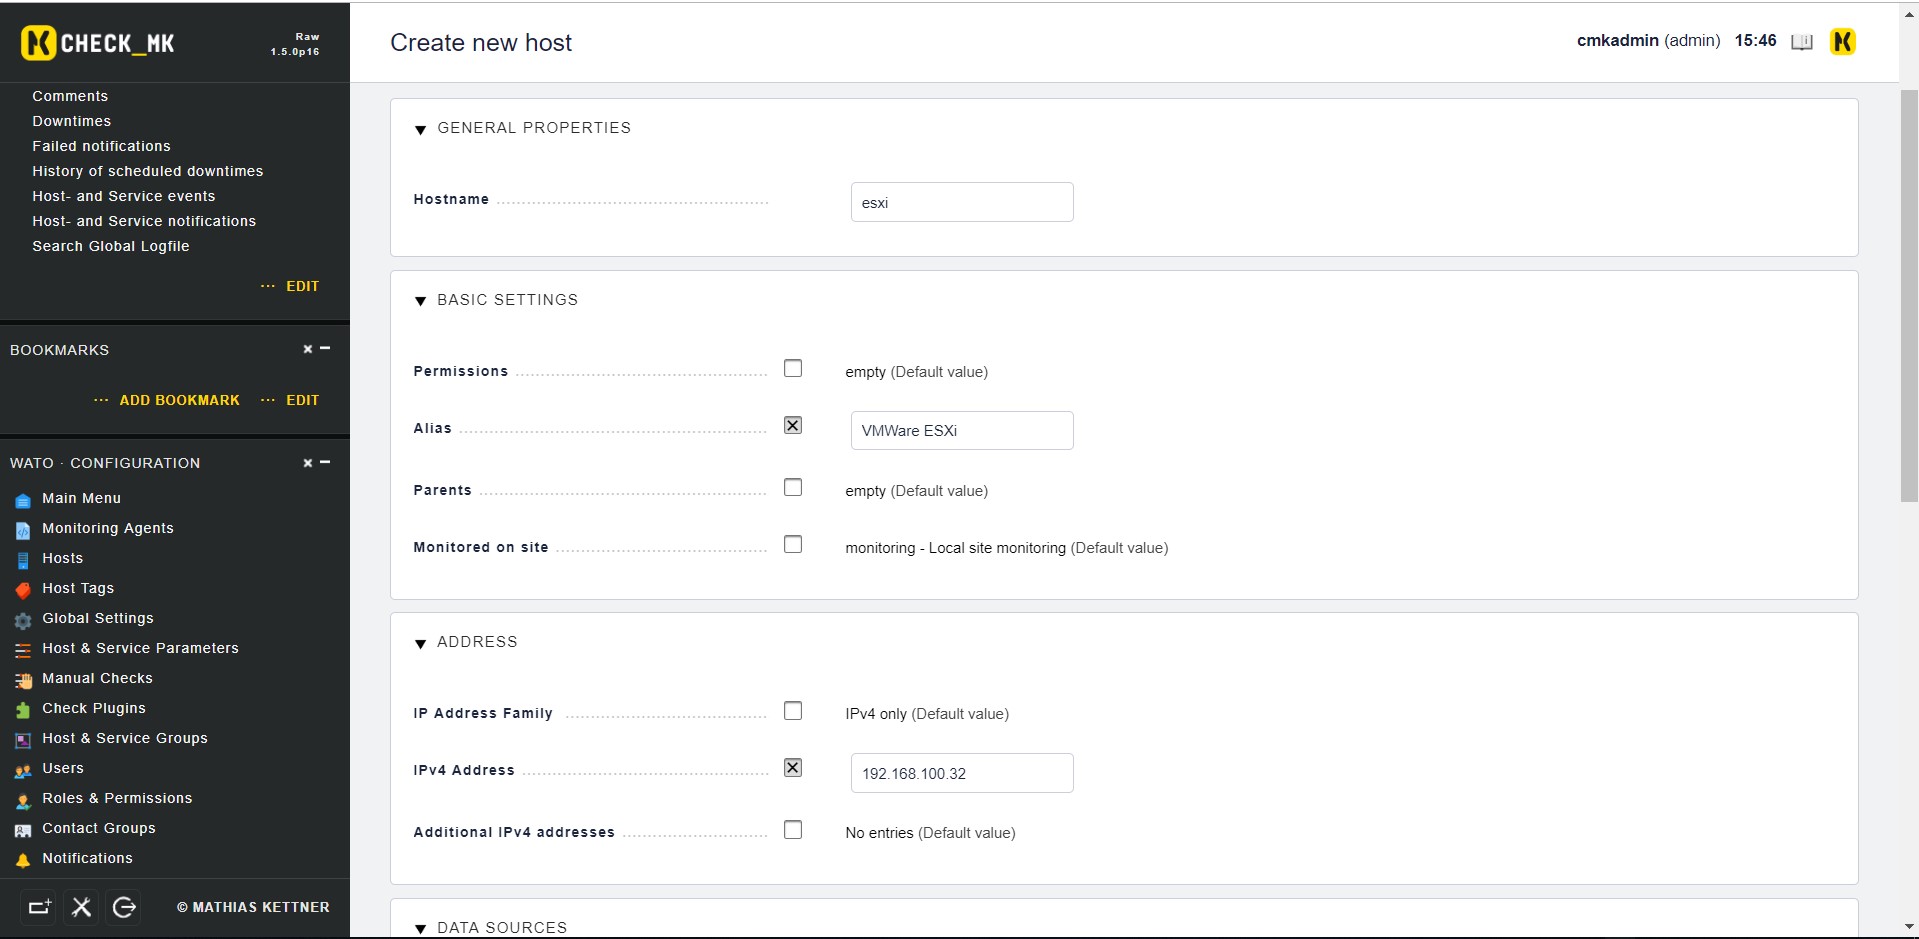 CHECK_MK
Raw
1.5.0p16
Comments
Downtimes
Failed notifications
History of scheduled downtimes
Host- and Service events
Host- and Service notifications
Search Global Logfile
··· EDIT
BOOKMARKS
··· ADD BOOKMARK ··· EDIT
WATO · CONFIGURATION
Main Menu
Monitoring Agents
Hosts
Host Tags
Global Settings
Host & Service Parameters
Manual Checks
Check Plugins
Host & Service Groups
Users
Roles & Permissions
Contact Groups
Notifications
© MATHIAS KETTNER
Create new host
cmkadmin (admin) 15:46
GENERAL PROPERTIES
Hostname esxi
BASIC SETTINGS
Permissions empty (Default value)
Alias VMWare ESXi
Parents empty (Default value)
Monitored on site monitoring - Local site monitoring (Default value)
ADDRESS
IP Address Family IPv4 only (Default value)
IPv4 Address 192.168.100.32
Additional IPv4 addresses No entries (Default value)
DATA SOURCES